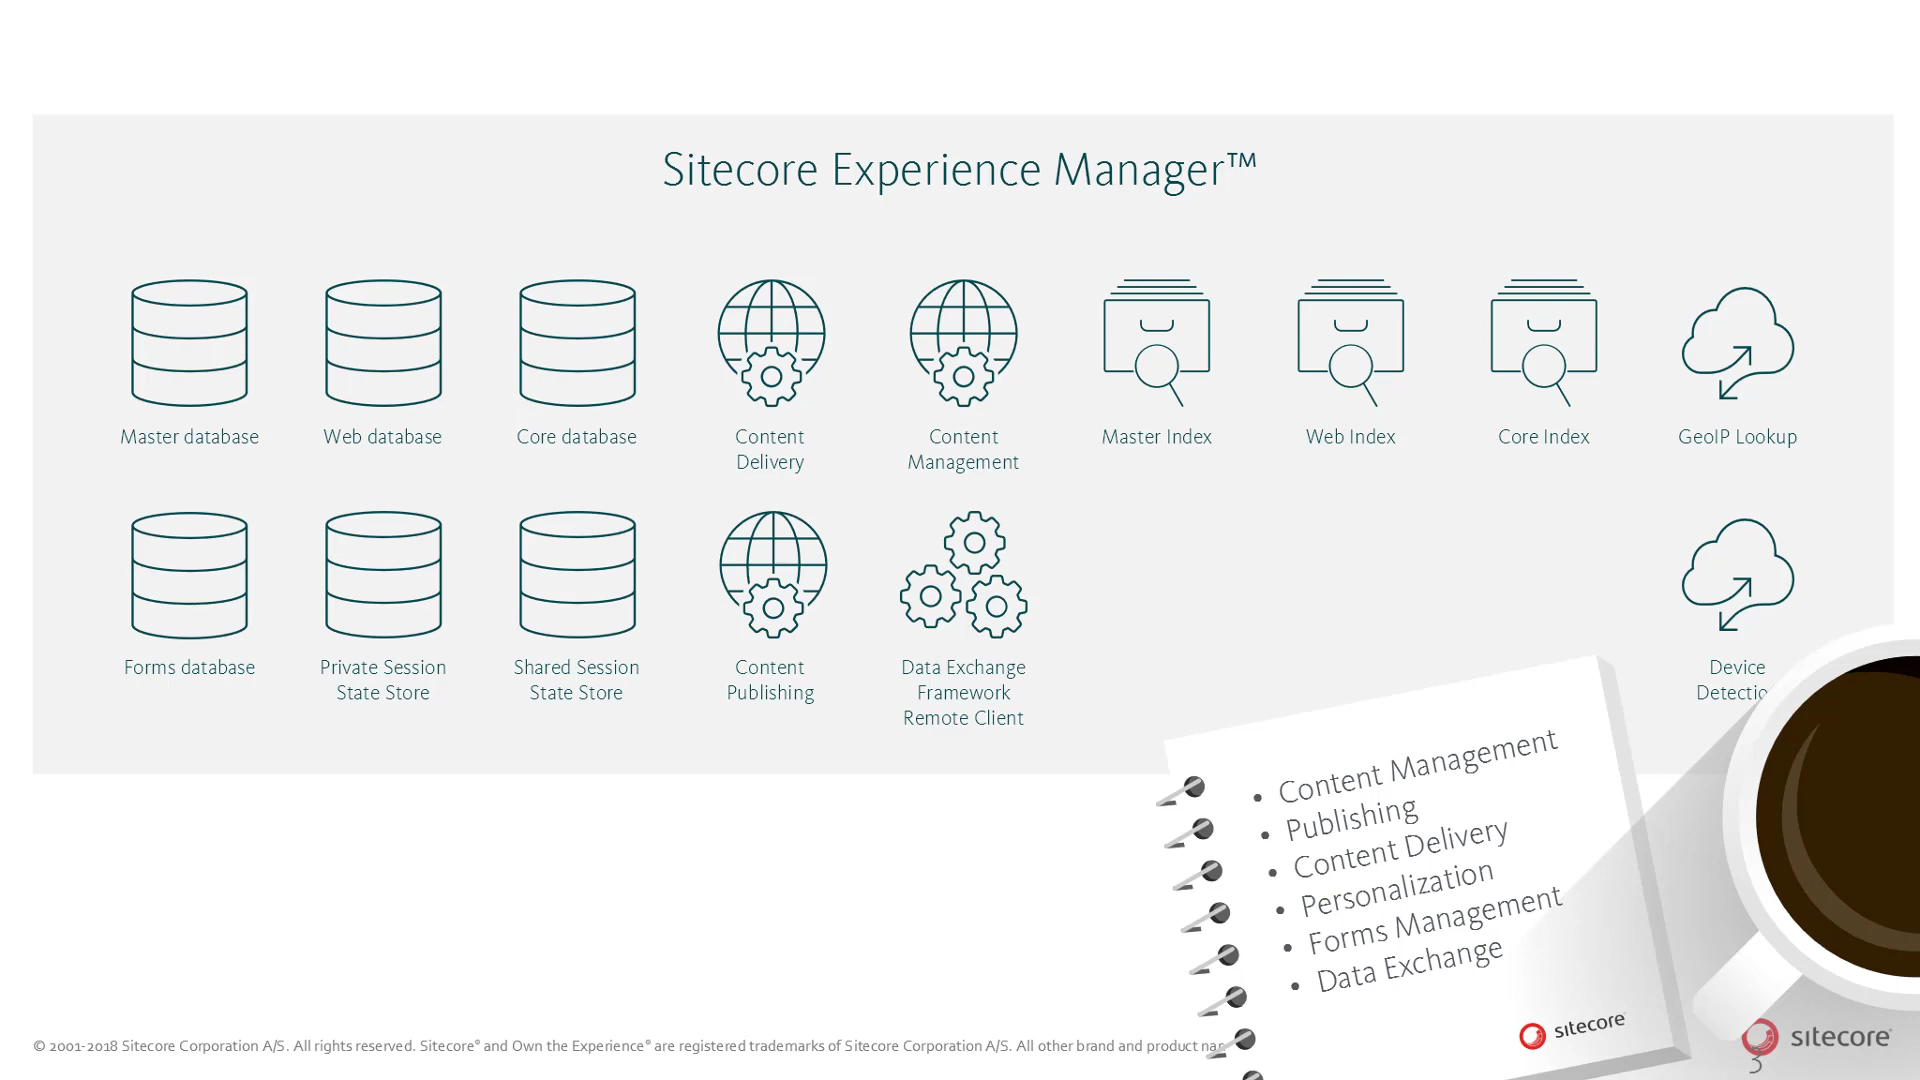 Sitecore Experience Manager™
Master database
Web database
Core database
Content
Delivery
Content
Management
Master Index
Web Index
Core Index
GeoIP Lookup
Forms database
Private Session
State Store
Shared Session
State Store
Content
Publishing
Data Exchange
Framework
Remote Client
Device
• Content Management
• Publishing
• Content Delivery
• Personalization
• Forms Management
• Data Exchange
sitecore
© 2001-2018 Sitecore Corporation A/S. All rights reserved. Sitecore® and Own the Experience® are registered trademarks of Sitecore Corporation A/S. All other brand and product
sitecore
3